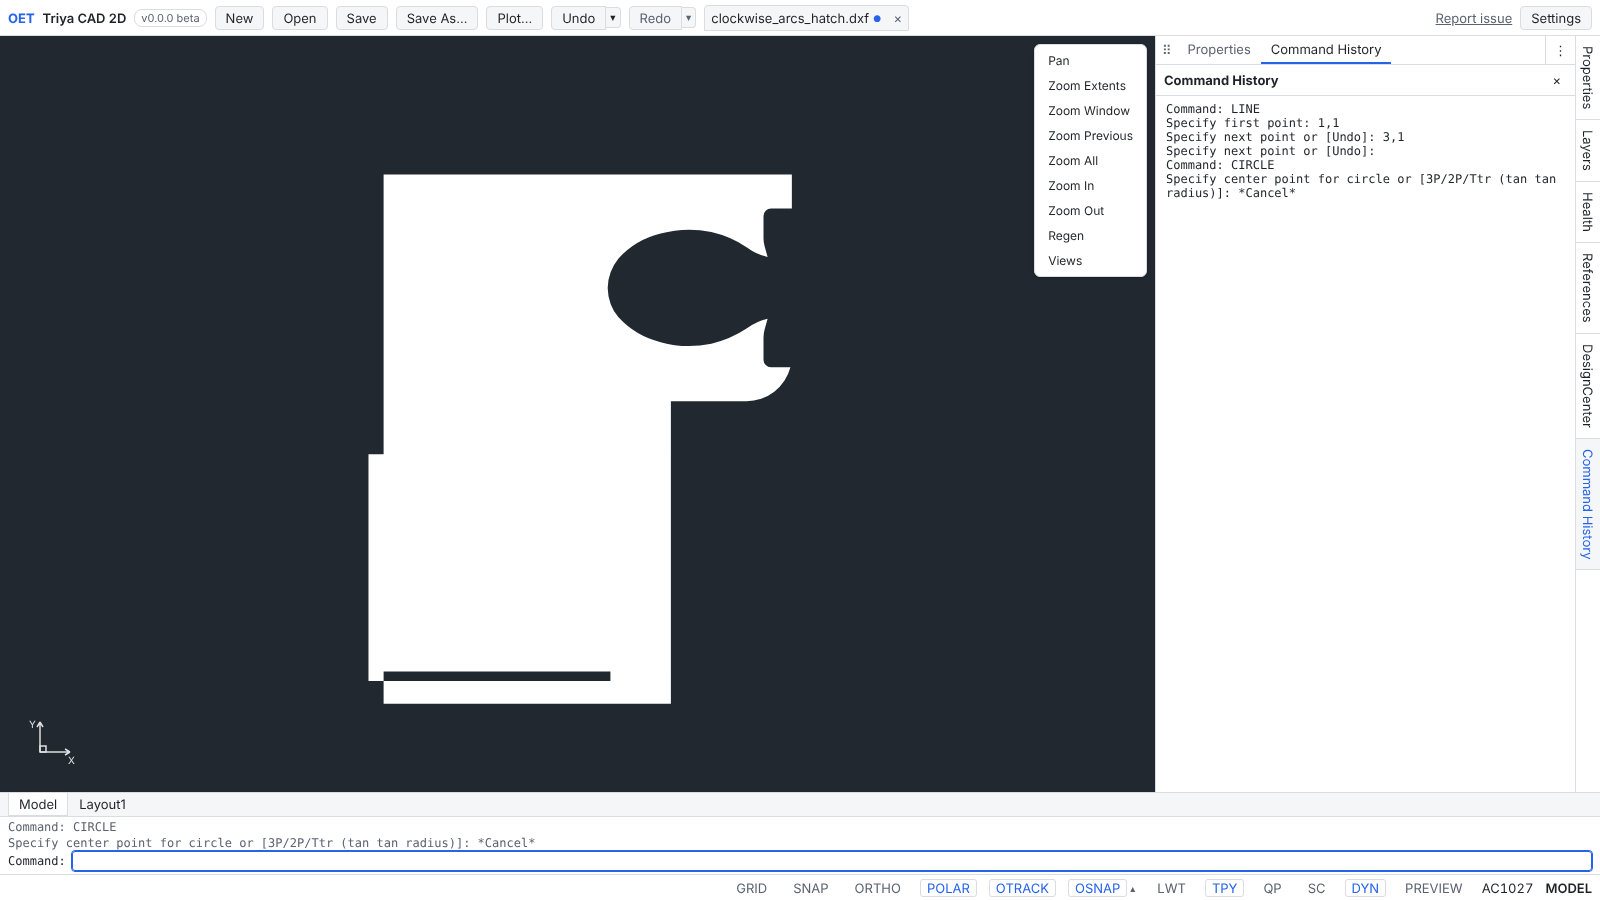 OET Triya CAD 2D v0.0.0 beta New Open Save Save As... Plot... Undo ▾ Redo ▾ clockwise_arcs_hatch.dxf ● × Report issue Settings
Pan
Zoom Extents
Zoom Window
Zoom Previous
Zoom All
Zoom In
Zoom Out
Regen
Views
Y
X
Properties Command History ⋮
Command History ×
Command: LINE
Specify first point: 1,1
Specify next point or [Undo]: 3,1
Specify next point or [Undo]:
Command: CIRCLE
Specify center point for circle or [3P/2P/Ttr (tan tan
radius)]: *Cancel*
Properties
Layers
Health
References
DesignCenter
Command History
Model Layout1
Command: CIRCLE
Specify center point for circle or [3P/2P/Ttr (tan tan radius)]: *Cancel*
Command:
GRID SNAP ORTHO POLAR OTRACK OSNAP ▴ LWT TPY QP SC DYN PREVIEW AC1027 MODEL